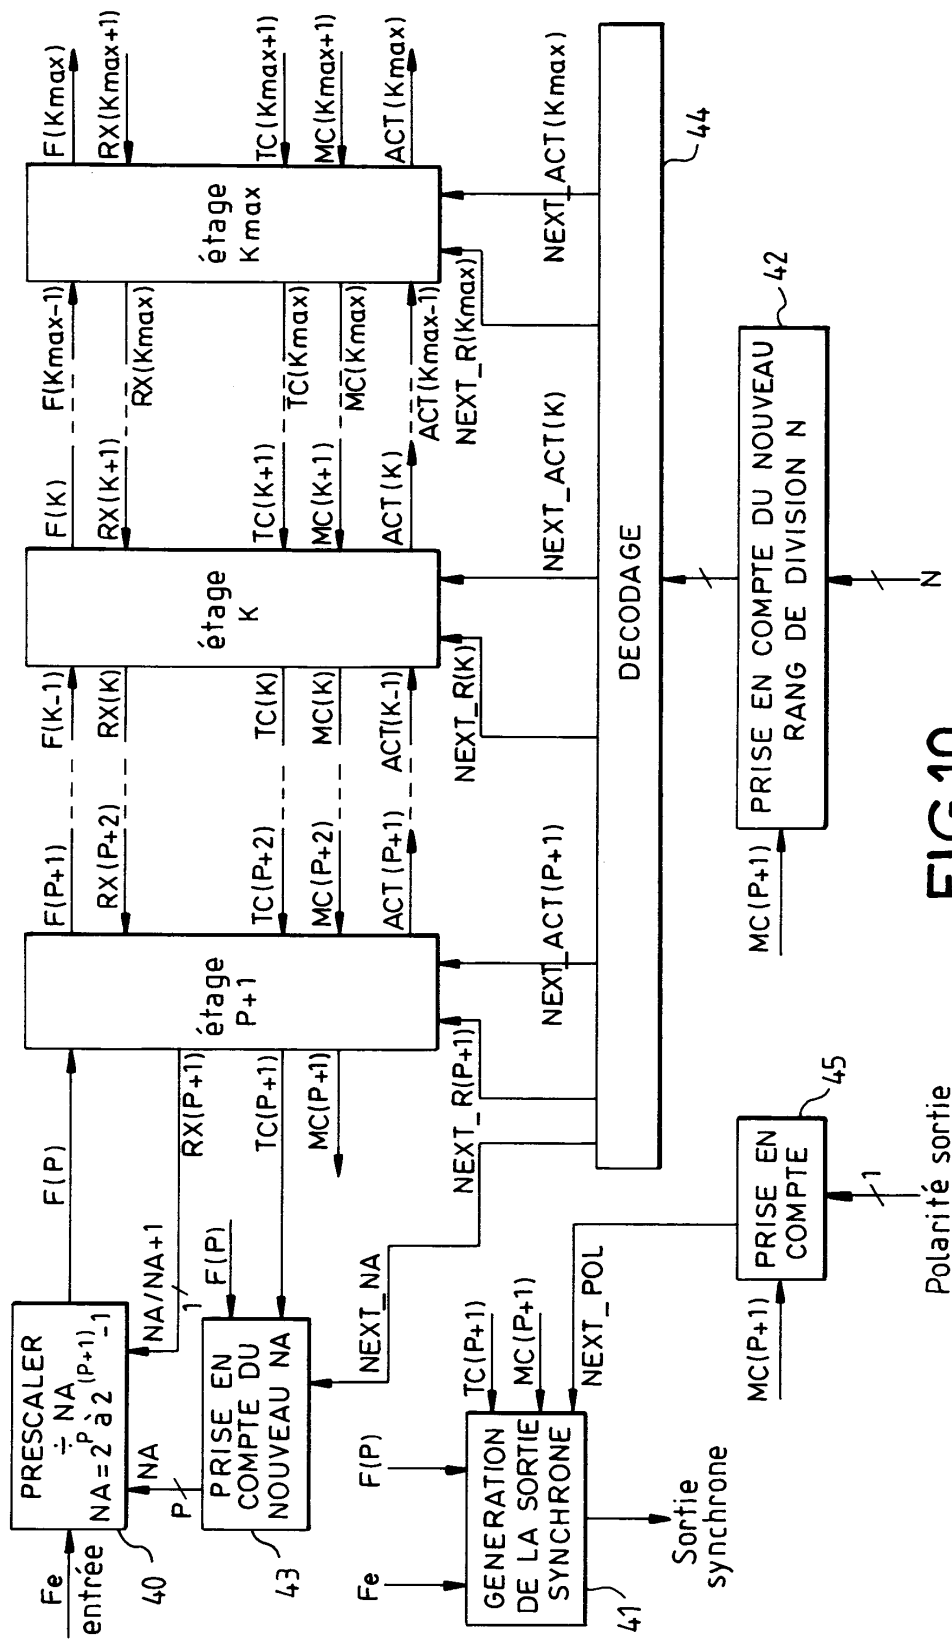 Fe
entrée
PRESCALER
÷ NA
NA = 2^P à 2^(P+1) -1
40
F(P)
NA
P
NA/NA+1
1
RX(P+1)
F(P)
TC(P+1)
MC(P+1)
PRISE EN
COMPTE DU
NOUVEAU NA
43
NEXT_NA
étage
P+1
F(P+1)
RX(P+2)
TC(P+2)
MC(P+2)
ACT(P+1)
F(K-1)
RX(K)
TC(K)
MC(K)
ACT(K-1)
étage
K
F(K)
RX(K+1)
TC(K+1)
MC(K+1)
ACT(K)
F(Kmax-1)
RX(Kmax)
TC(Kmax)
MC(Kmax)
ACT(Kmax-1)
étage
Kmax
F(Kmax)
RX(Kmax+1)
TC(Kmax+1)
MC(Kmax+1)
ACT(Kmax)
NEXT_R(P+1)
NEXT_ACT(P+1)
NEXT_R(K)
NEXT_ACT(K)
NEXT_R(Kmax)
NEXT_ACT(Kmax)
DECODAGE
44
Fe
F(P)
TC(P+1)
MC(P+1)
NEXT_POL
GENERATION
DE LA SORTIE
SYNCHRONE
41
Sortie
synchrone
MC(P+1)
PRISE EN
COMPTE
45
1
Polarité sortie
MC(P+1)
PRISE EN COMPTE DU NOUVEAU
RANG DE DIVISION N
42
N
FIG.10